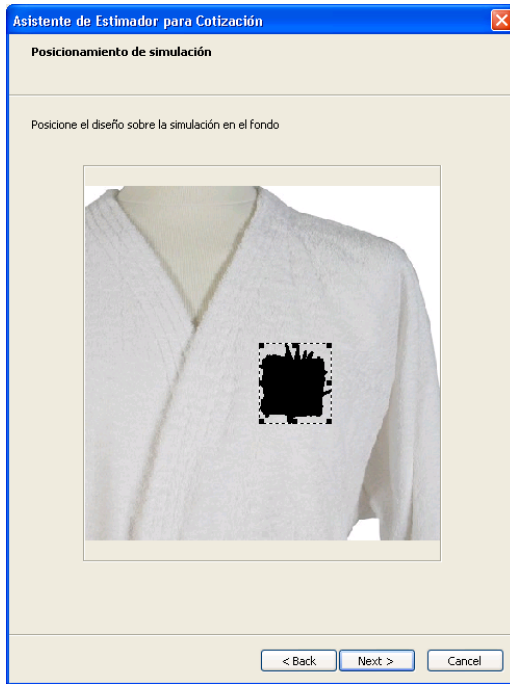 Asistente de Estimador para Cotización
Posicionamiento de simulación
Posicione el diseño sobre la simulación en el fondo
< Back
Next >
Cancel